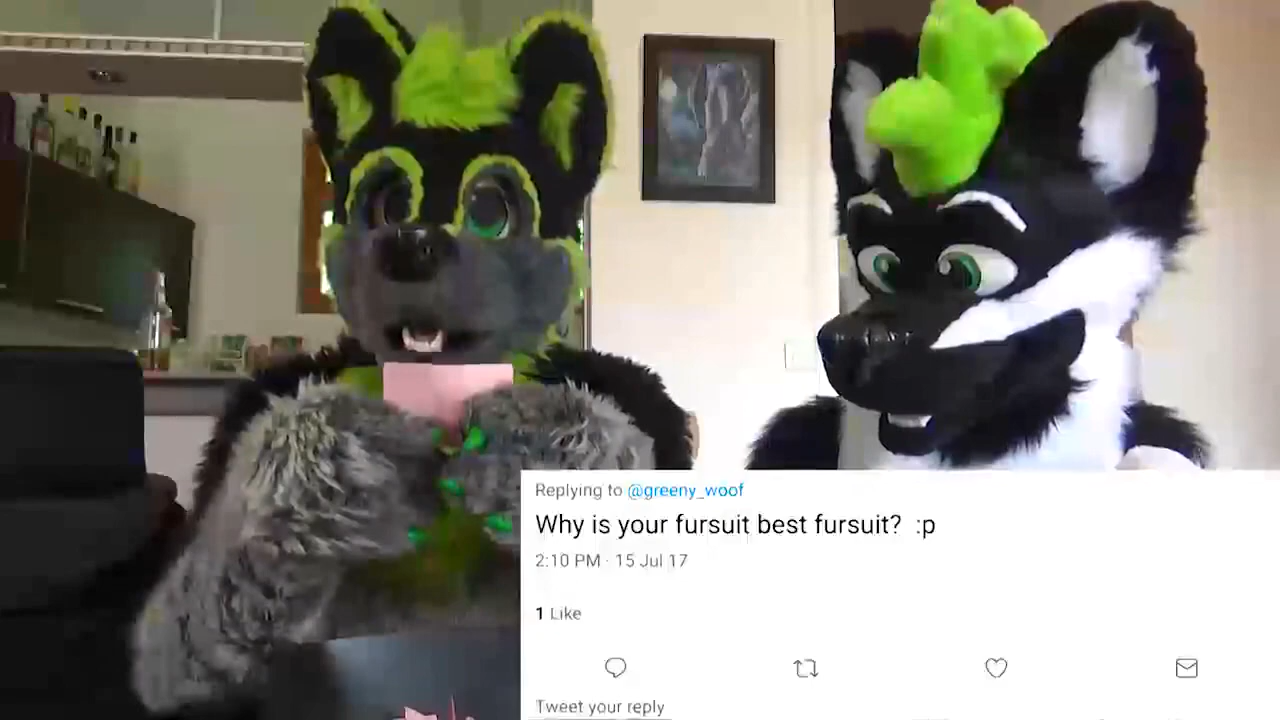 Replying to @greeny_woof
Why is your fursuit best fursuit? :p
2:10 PM · 15 Jul 17
1 Like
Tweet your reply